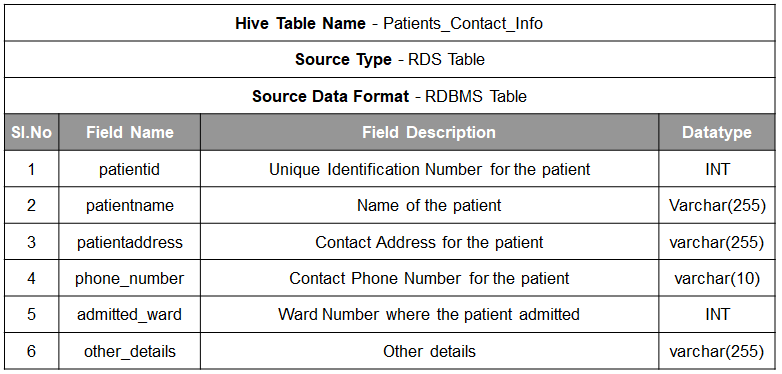 Hive Table Name - Patients_Contact_Info
Source Type - RDS Table
Source Data Format - RDBMS Table
Sl.No Field Name Field Description Datatype
1 patientid Unique Identification Number for the patient INT
2 patientname Name of the patient Varchar(255)
3 patientaddress Contact Address for the patient varchar(255)
4 phone_number Contact Phone Number for the patient varchar(10)
5 admitted_ward Ward Number where the patient admitted INT
6 other_details Other details varchar(255)